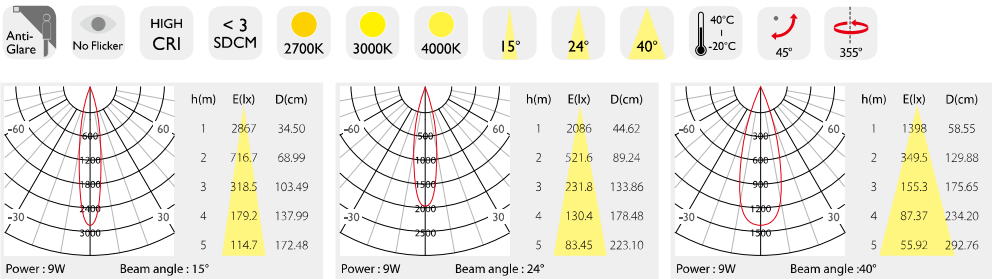 Anti-
Glare
No Flicker
HIGH
CRI
< 3
SDCM
2700K
3000K
4000K
15°
24°
40°
40°C
~
-20°C
45°
355°
h(m) E(lx) D(cm)
1 2867 34.50
2 716.7 68.99
3 318.5 103.49
4 179.2 137.99
5 114.7 172.48
-60 60
600
1200
1800
2400
-30 30
3000
Power : 9W Beam angle : 15°
h(m) E(lx) D(cm)
1 2086 44.62
2 521.6 89.24
3 231.8 133.86
4 130.4 178.48
5 83.45 223.10
-60 60
500
1000
1500
2000
-30 30
2500
Power : 9W Beam angle : 24°
h(m) E(lx) D(cm)
1 1398 58.55
2 349.5 129.88
3 155.3 175.65
4 87.37 234.20
5 55.92 292.76
-60 60
300
600
900
1200
-30 30
1500
Power : 9W Beam angle :40°